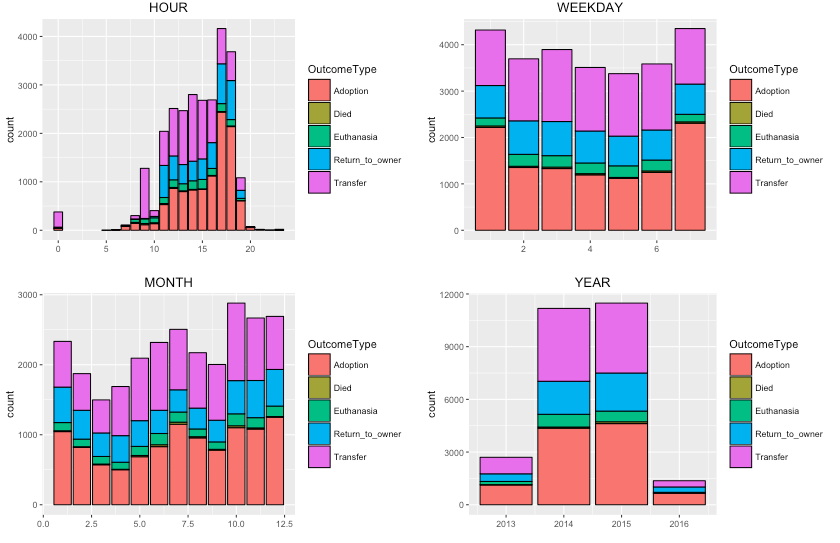 HOUR
count
4000
3000
2000
1000
0
0
5
10
15
20
OutcomeType
Adoption
Died
Euthanasia
Return_to_owner
Transfer
WEEKDAY
count
4000
3000
2000
1000
0
2
4
6
OutcomeType
Adoption
Died
Euthanasia
Return_to_owner
Transfer
MONTH
count
3000
2000
1000
0
0.0
2.5
5.0
7.5
10.0
12.5
OutcomeType
Adoption
Died
Euthanasia
Return_to_owner
Transfer
YEAR
count
12000
9000
6000
3000
0
2013
2014
2015
2016
OutcomeType
Adoption
Died
Euthanasia
Return_to_owner
Transfer